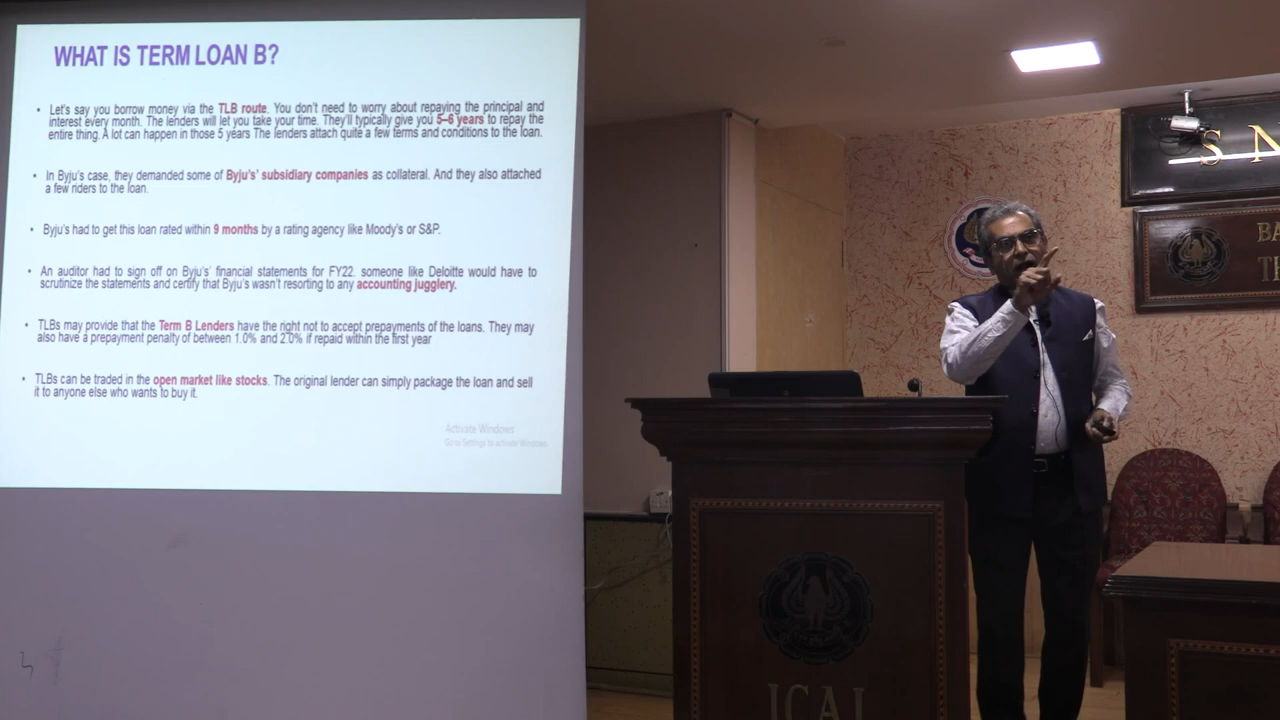 WHAT IS TERM LOAN B?
• Let's say you borrow money via the TLB route. You don't need to worry about repaying the principal and
interest every month. The lenders will let you take your time. They'll typically give you 5–6 years to repay the
entire thing. A lot can happen in those 5 years The lenders attach quite a few terms and conditions to the loan.
• In Byju's case, they demanded some of Byju's' subsidiary companies as collateral. And they also attached
a few riders to the loan.
• Byju's had to get this loan rated within 9 months by a rating agency like Moody's or S&P.
• An auditor had to sign off on Byju's' financial statements for FY22. someone like Deloitte would have to
scrutinize the statements and certify that Byju's wasn't resorting to any accounting jugglery.
• TLBs may provide that the Term B Lenders have the right not to accept prepayments of the loans. They may
also have a prepayment penalty of between 1.0% and 2.0% if repaid within the first year
• TLBs can be traded in the open market like stocks. The original lender can simply package the loan and sell
it to anyone else who wants to buy it.
Activate Windows
Go to Settings to activate Windows
S N
BA
TH
ICAI